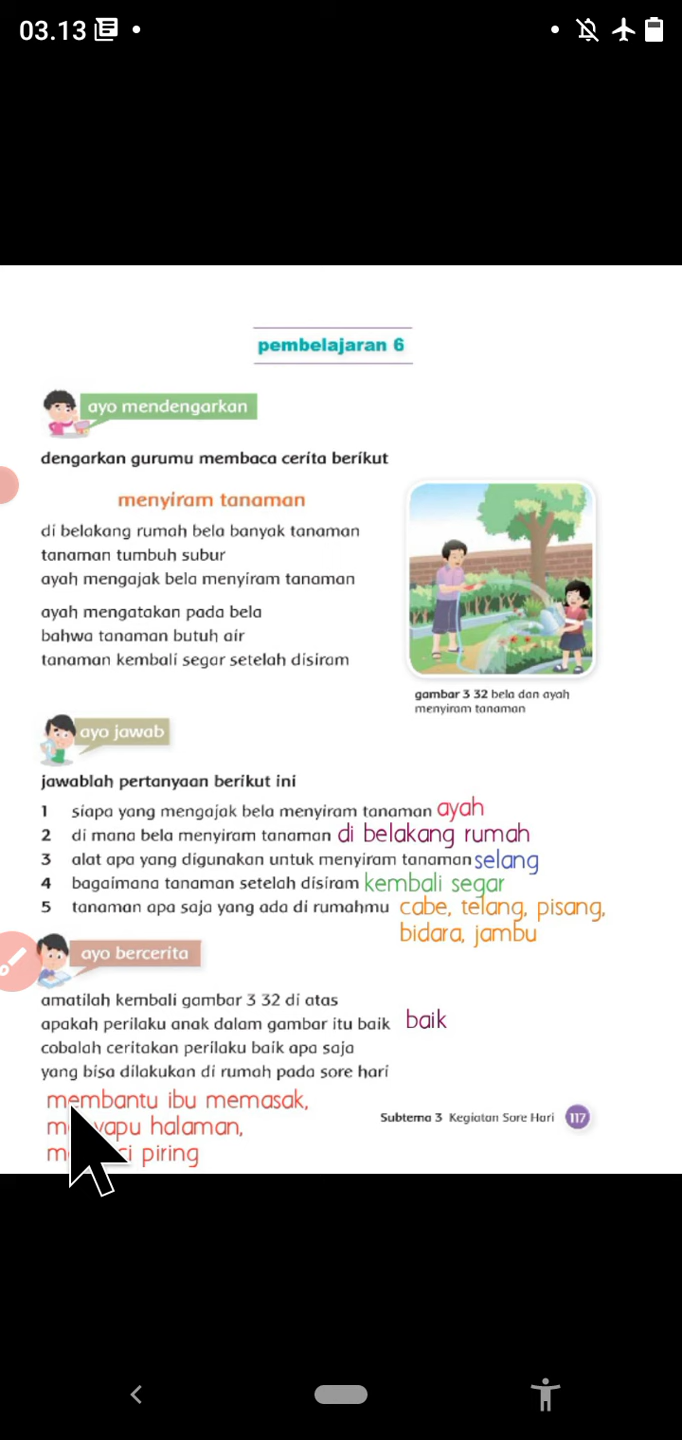 03.13
pembelajaran 6
ayo mendengarkan
dengarkan gurumu membaca cerita berikut
menyiram tanaman
di belakang rumah bela banyak tanaman
tanaman tumbuh subur
ayah mengajak bela menyiram tanaman
ayah mengatakan pada bela
bahwa tanaman butuh air
tanaman kembali segar setelah disiram
gambar 3 32 bela dan ayah
menyiram tanaman
ayo jawab
jawablah pertanyaan berikut ini
1 siapa yang mengajak bela menyiram tanaman ayah
2 di mana bela menyiram tanaman di belakang rumah
3 alat apa yang digunakan untuk menyiram tanaman selang
4 bagaimana tanaman setelah disiram kembali segar
5 tanaman apa saja yang ada di rumahmu cabe, telang, pisang,
bidara, jambu
ayo bercerita
amatilah kembali gambar 3 32 di atas
apakah perilaku anak dalam gambar itu baik baik
cobalah ceritakan perilaku baik apa saja
yang bisa dilakukan di rumah pada sore hari
membantu ibu memasak,
halaman,
piring
Subtema 3 Kegiatan Sore Hari 117